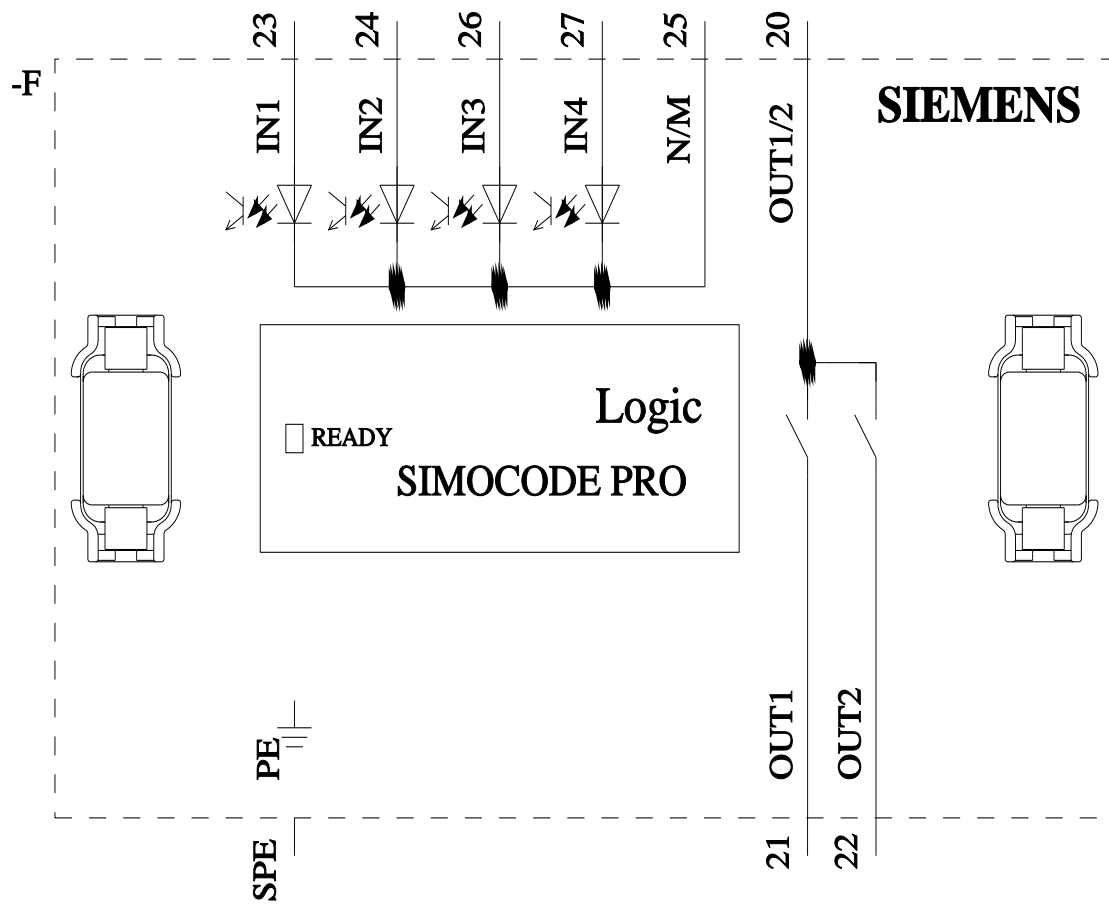 23
24
26
27
25
20
-F
SIEMENS
IN1
IN2
IN3
IN4
N/M
OUT1/2
Logic
READY
SIMOCODE PRO
PE
OUT1
OUT2
SPE
21
22